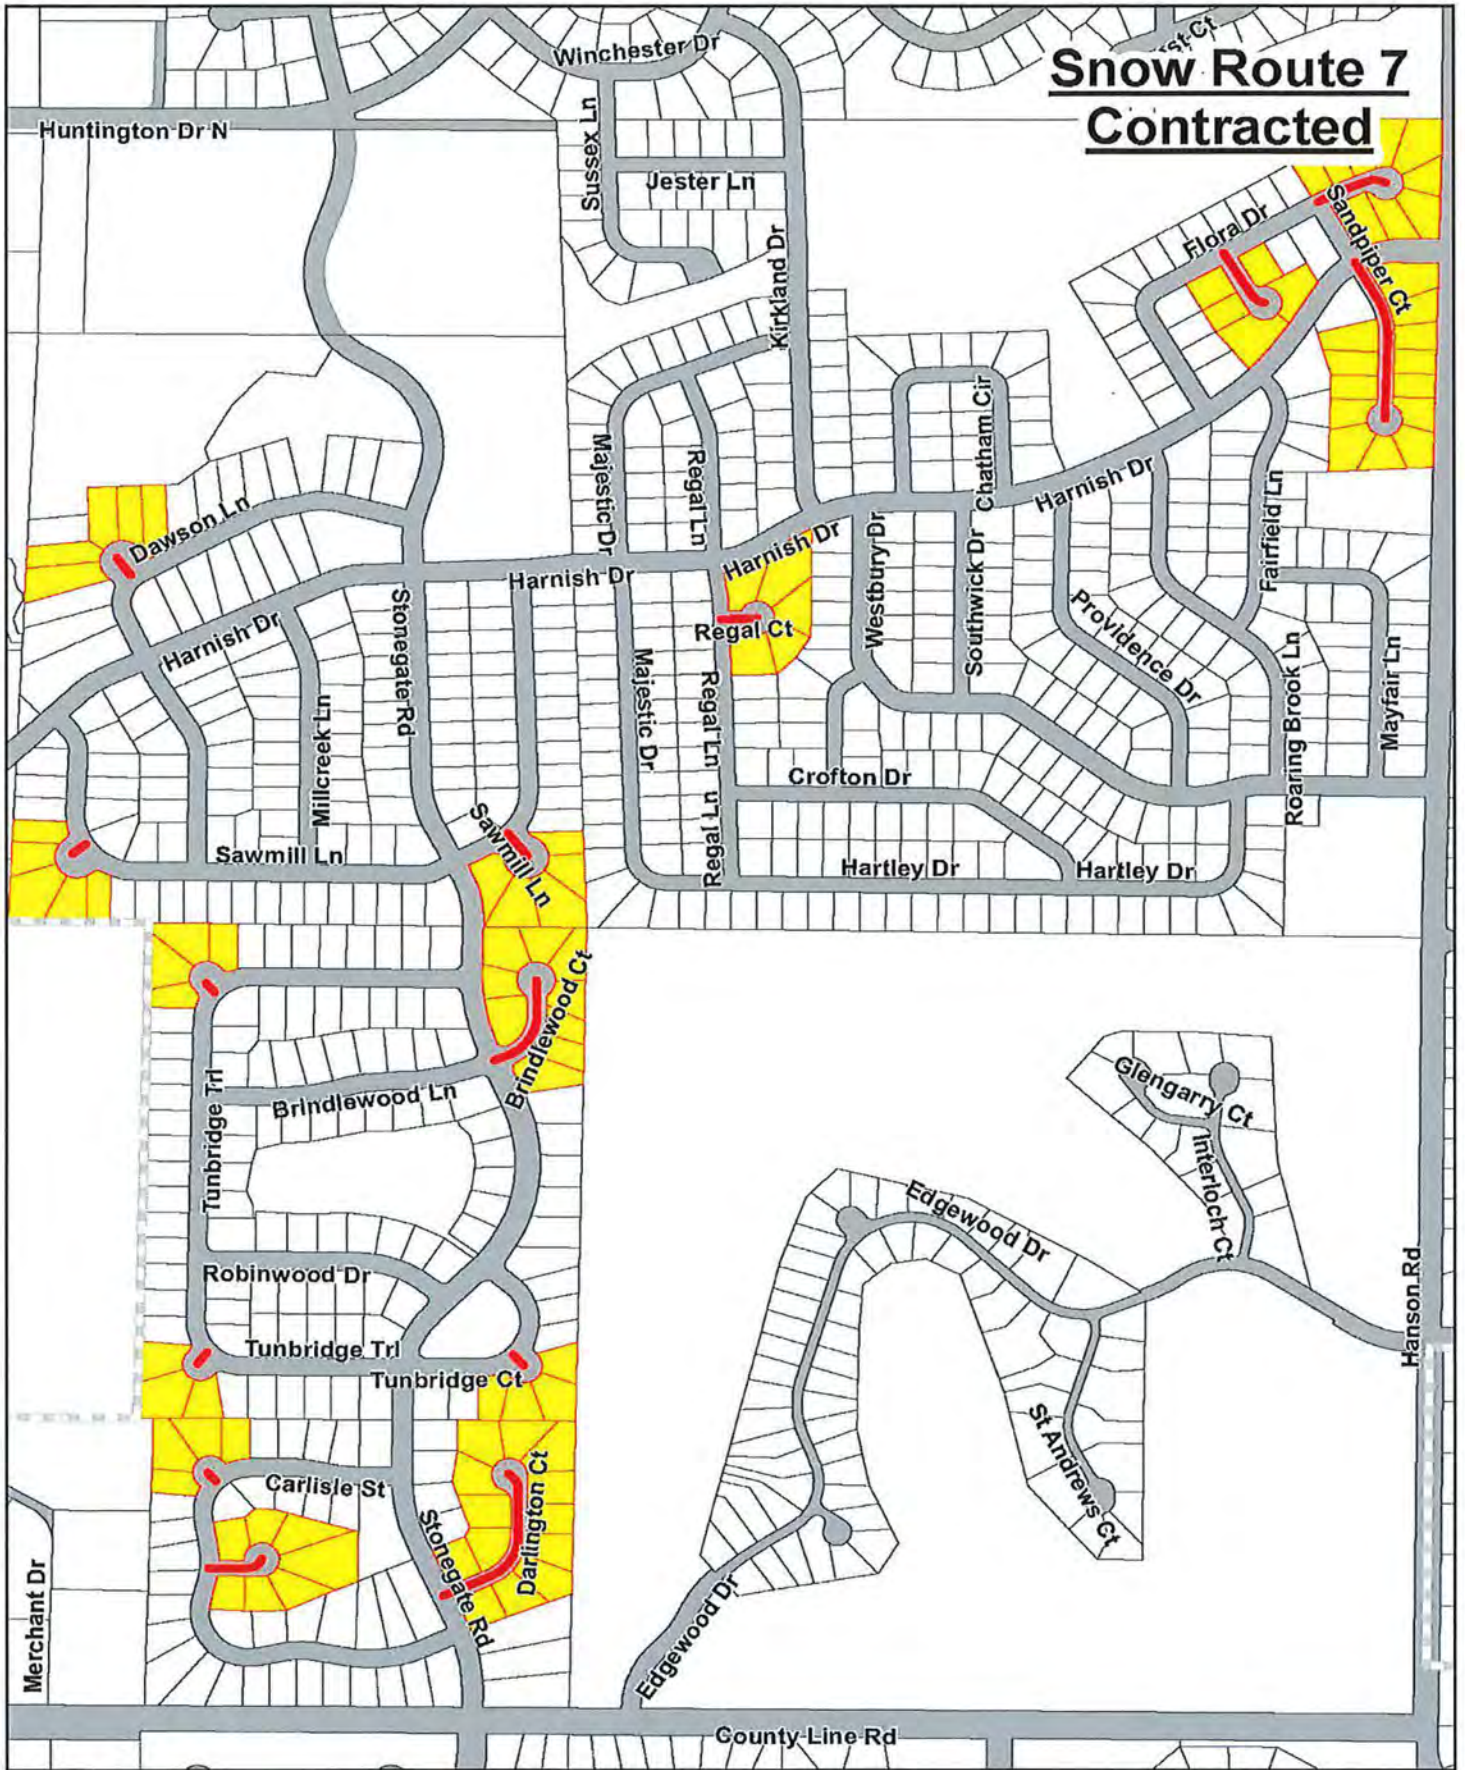 Snow Route 7
Contracted
Winchester Dr
st Ct
Huntington Dr N
Sussex Ln
Jester Ln
Kirkland Dr
Flora Dr
Sandpiper Ct
Majestic Dr
Regal Ln
Chatham Cir
Harnish Dr
Dawson Ln
Harnish Dr
Harnish Dr
Fairfield Ln
Westbury Dr
Southwick Dr
Stonegate Rd
Regal Ct
Providence Dr
Harnish Dr
Majestic Dr
Regal Ln
Roaring Brook Ln
Mayfair Ln
Millcreek Ln
Crofton Dr
Regal Ln
Sawmill Ln
Sawmill Ln
Hartley Dr
Hartley Dr
Brindlewood Ct
Brindlewood Ln
Tunbridge Trl
Glengarry Ct
Interloch Ct
Edgewood Dr
Robinwood Dr
Hanson Rd
Tunbridge Trl
Tunbridge Ct
St Andrews Ct
Carlisle St
Darlington Ct
Stonegate Rd
Merchant Dr
Edgewood Dr
County Line Rd